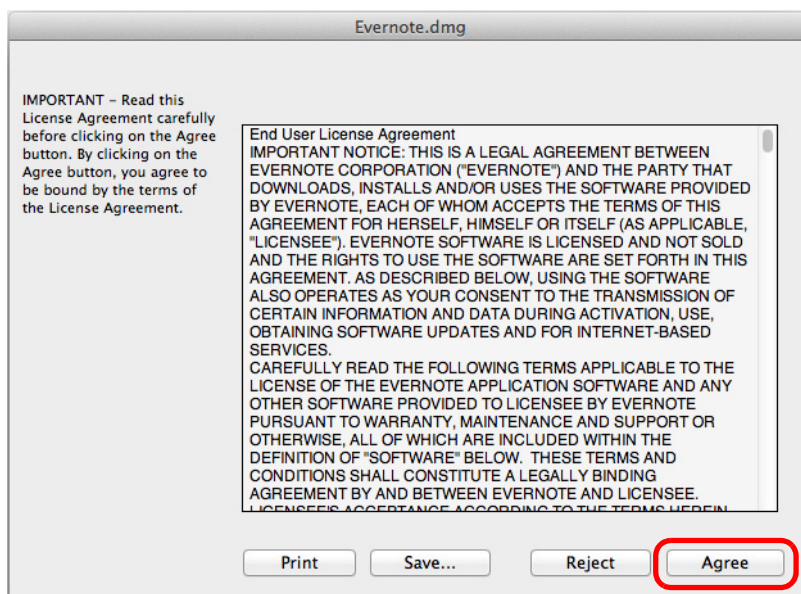 Evernote.dmg
IMPORTANT – Read this
License Agreement carefully
before clicking on the Agree
button. By clicking on the
Agree button, you agree to
be bound by the terms of
the License Agreement.
End User License Agreement
IMPORTANT NOTICE: THIS IS A LEGAL AGREEMENT BETWEEN
EVERNOTE CORPORATION ("EVERNOTE") AND THE PARTY THAT
DOWNLOADS, INSTALLS AND/OR USES THE SOFTWARE PROVIDED
BY EVERNOTE, EACH OF WHOM ACCEPTS THE TERMS OF THIS
AGREEMENT FOR HERSELF, HIMSELF OR ITSELF (AS APPLICABLE,
"LICENSEE"). EVERNOTE SOFTWARE IS LICENSED AND NOT SOLD
AND THE RIGHTS TO USE THE SOFTWARE ARE SET FORTH IN THIS
AGREEMENT. AS DESCRIBED BELOW, USING THE SOFTWARE
ALSO OPERATES AS YOUR CONSENT TO THE TRANSMISSION OF
CERTAIN INFORMATION AND DATA DURING ACTIVATION, USE,
OBTAINING SOFTWARE UPDATES AND FOR INTERNET-BASED
SERVICES.
CAREFULLY READ THE FOLLOWING TERMS APPLICABLE TO THE
LICENSE OF THE EVERNOTE APPLICATION SOFTWARE AND ANY
OTHER SOFTWARE PROVIDED TO LICENSEE BY EVERNOTE
PURSUANT TO WARRANTY, MAINTENANCE AND SUPPORT OR
OTHERWISE, ALL OF WHICH ARE INCLUDED WITHIN THE
DEFINITION OF "SOFTWARE" BELOW.  THESE TERMS AND
CONDITIONS SHALL CONSTITUTE A LEGALLY BINDING
AGREEMENT BY AND BETWEEN EVERNOTE AND LICENSEE.
LICENSEE'S ACCEPTANCE ACCORDING TO THE TERMS HEREIN
Print
Save...
Reject
Agree